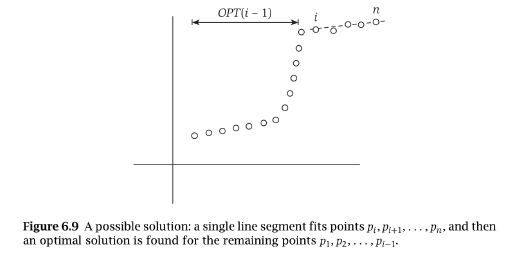 OPT(i – 1)
i
n
Figure 6.9 A possible solution: a single line segment fits points pᵢ, pᵢ₊₁, . . . , pₙ, and then
an optimal solution is found for the remaining points p₁, p₂, . . . , pᵢ₋₁.